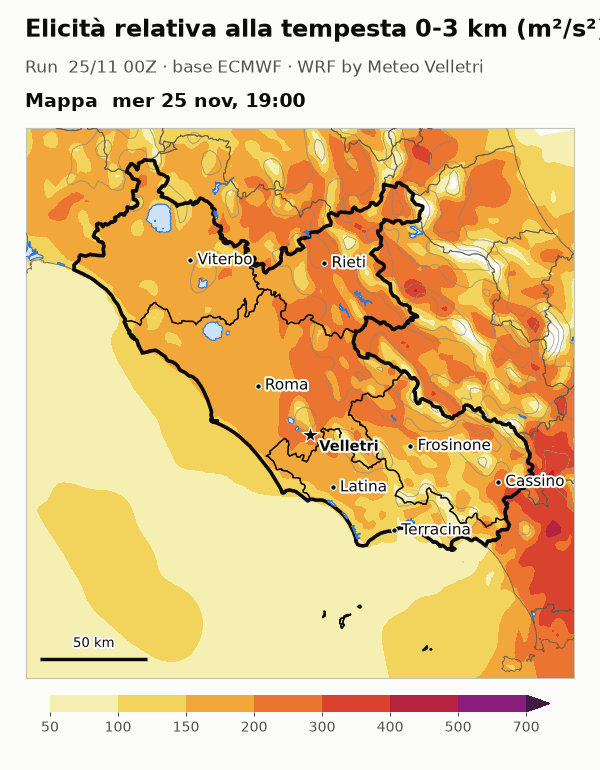 Elicità relativa alla tempesta 0-3 km (m²/s²)
Run  25/11 00Z · base ECMWF · WRF by Meteo Velletri
Mappa  mer 25 nov, 19:00
Viterbo
Rieti
Roma
Velletri
Frosinone
Latina
Cassino
Terracina
50 km
50 100 150 200 300 400 500 700